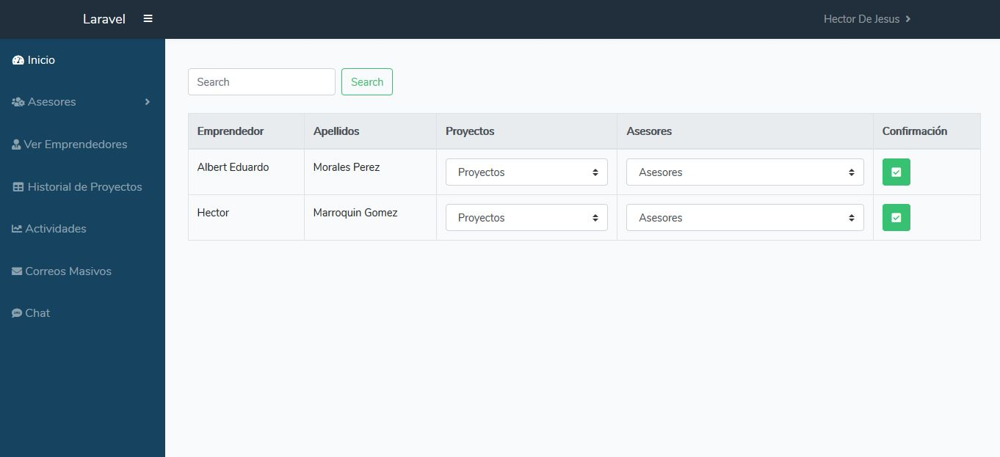 Laravel
Hector De Jesus
Inicio
Asesores
Ver Emprendedores
Historial de Proyectos
Actividades
Correos Masivos
Chat
Search Search
Emprendedor Apellidos Proyectos Asesores Confirmación
Albert Eduardo Morales Perez Proyectos Asesores
Hector Marroquin Gomez Proyectos Asesores